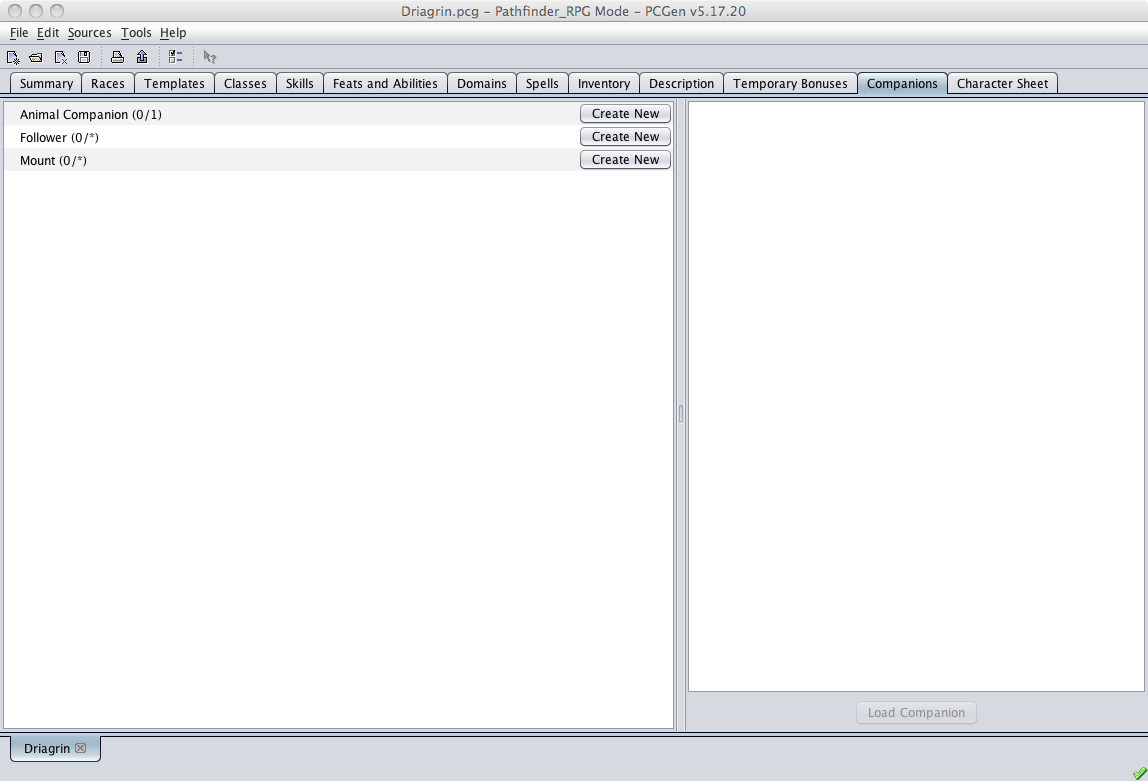 Driagrin.pcg – Pathfinder_RPG Mode – PCGen v5.17.20
File Edit Sources Tools Help
Summary Races Templates Classes Skills Feats and Abilities Domains Spells Inventory Description Temporary Bonuses Companions Character Sheet
Animal Companion (0/1) Create New
Follower (0/*) Create New
Mount (0/*) Create New
Load Companion
Driagrin